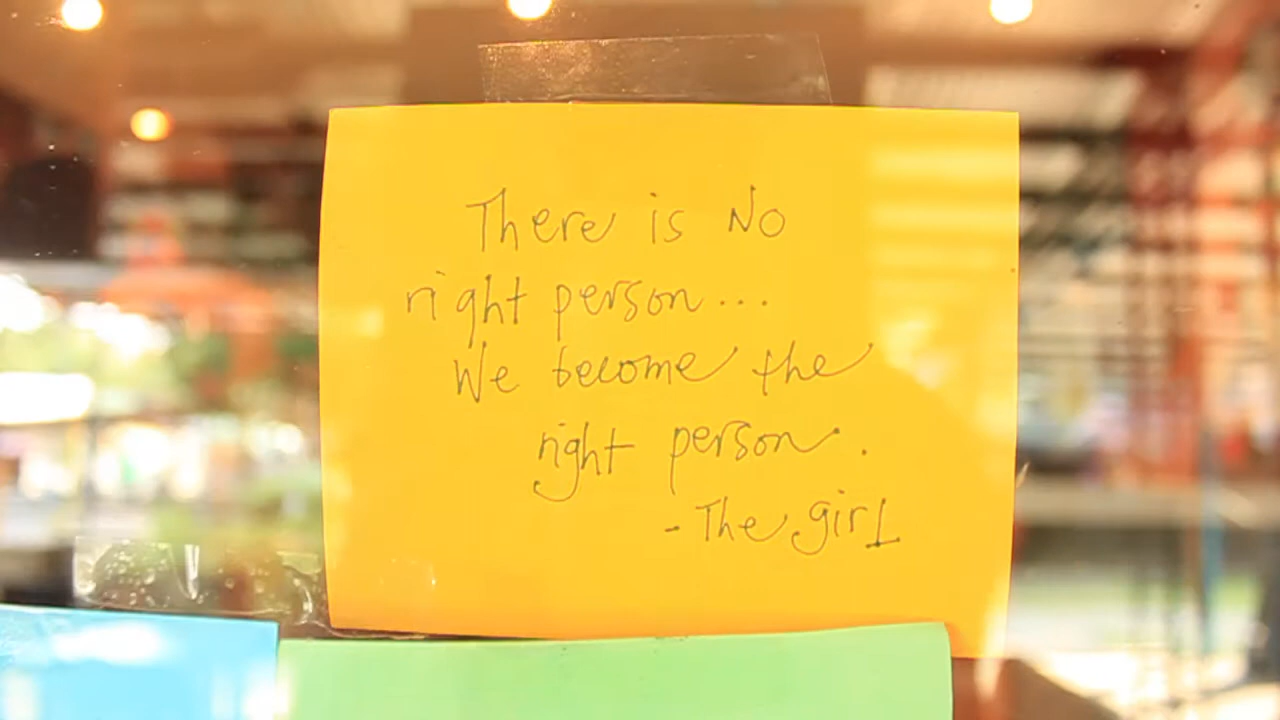 There is No
right person...
We become the
right person.
- The girl